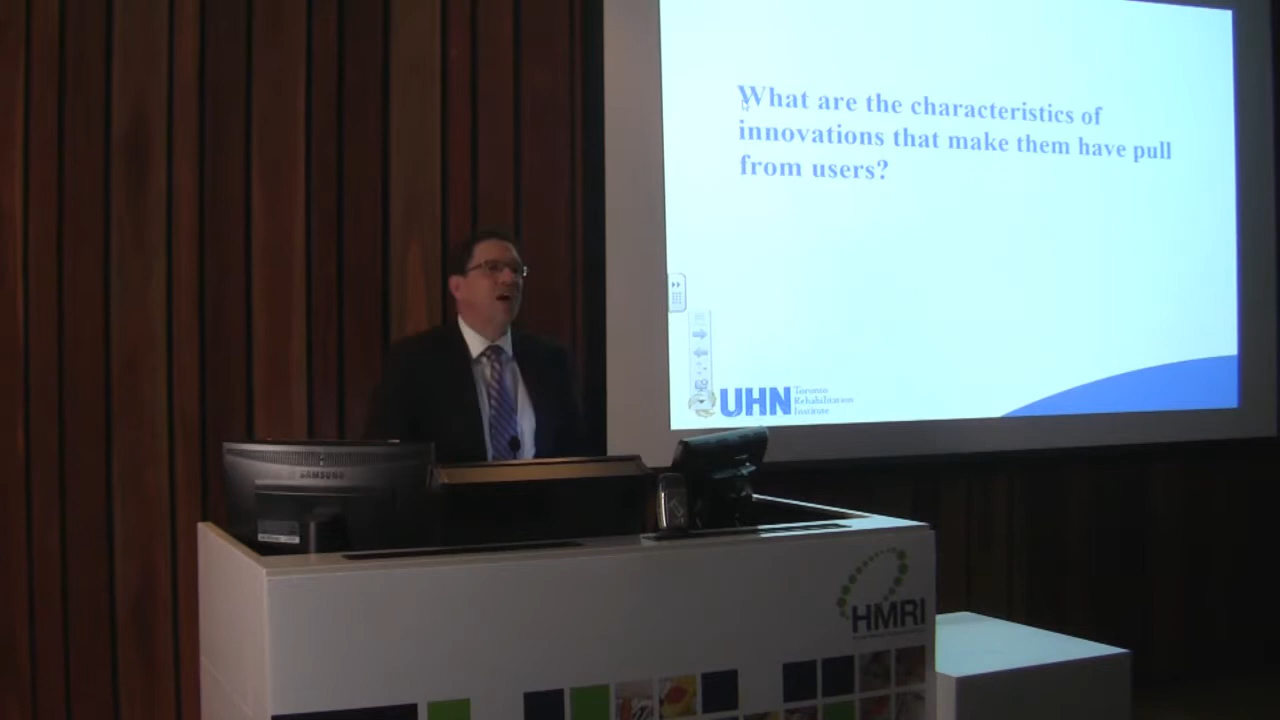 What are the characteristics of
innovations that make them have pull
from users?
UHN
Toronto
Rehabilitation
Institute
SAMSUNG
HMRI